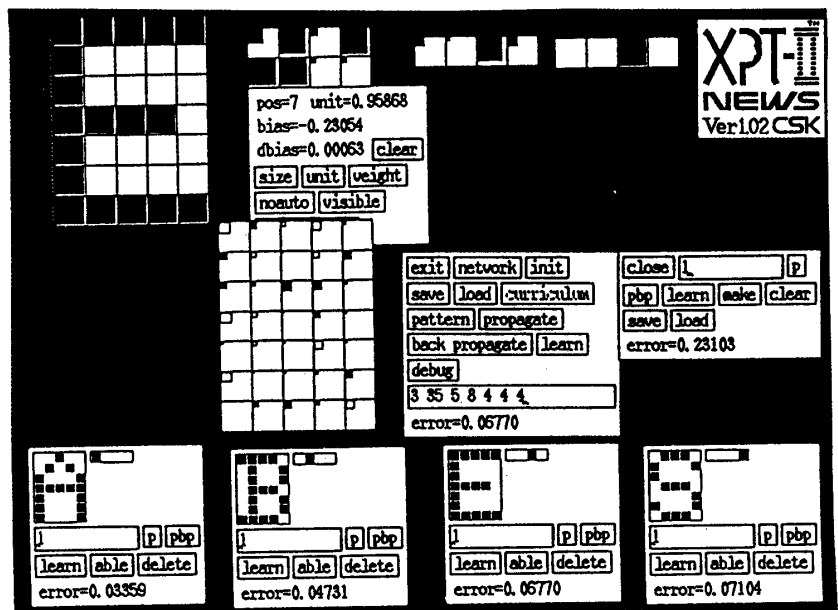 XPT-II
TM
NEWS
Ver1.02 CSK
pos=7 unit=0.95868
bias=-0.23054
dbias=0.00063 clear
size unit weight
noauto visible
exit network init
save load curriculum
pattern propagate
back propagate learn
debug
3 35 5 8 4 4 4
error=0.06770
close 1 p
pbp learn make clear
save load
error=0.23103
1 p pbp
learn able delete
error=0.03359
1 p pbp
learn able delete
error=0.04731
1 p pbp
learn able delete
error=0.06770
1 p pbp
learn able delete
error=0.07104